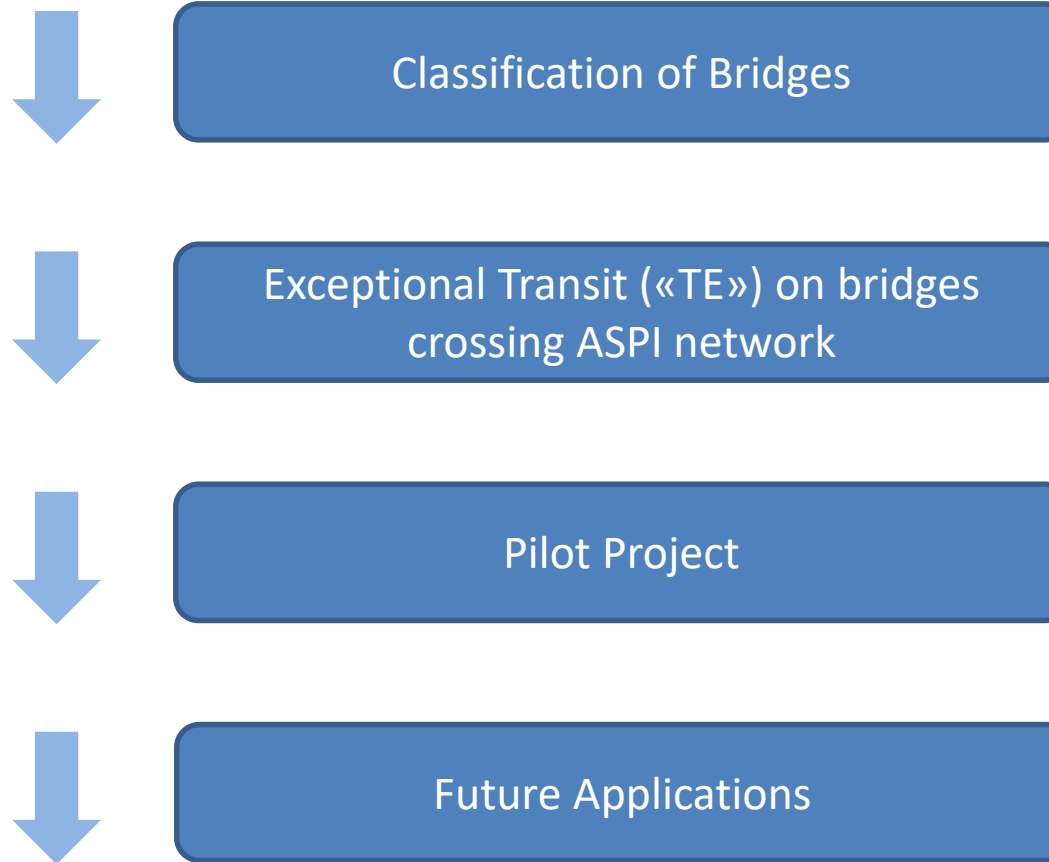 Classification of Bridges
Exceptional Transit («TE») on bridges
crossing ASPI network
Pilot Project
Future Applications